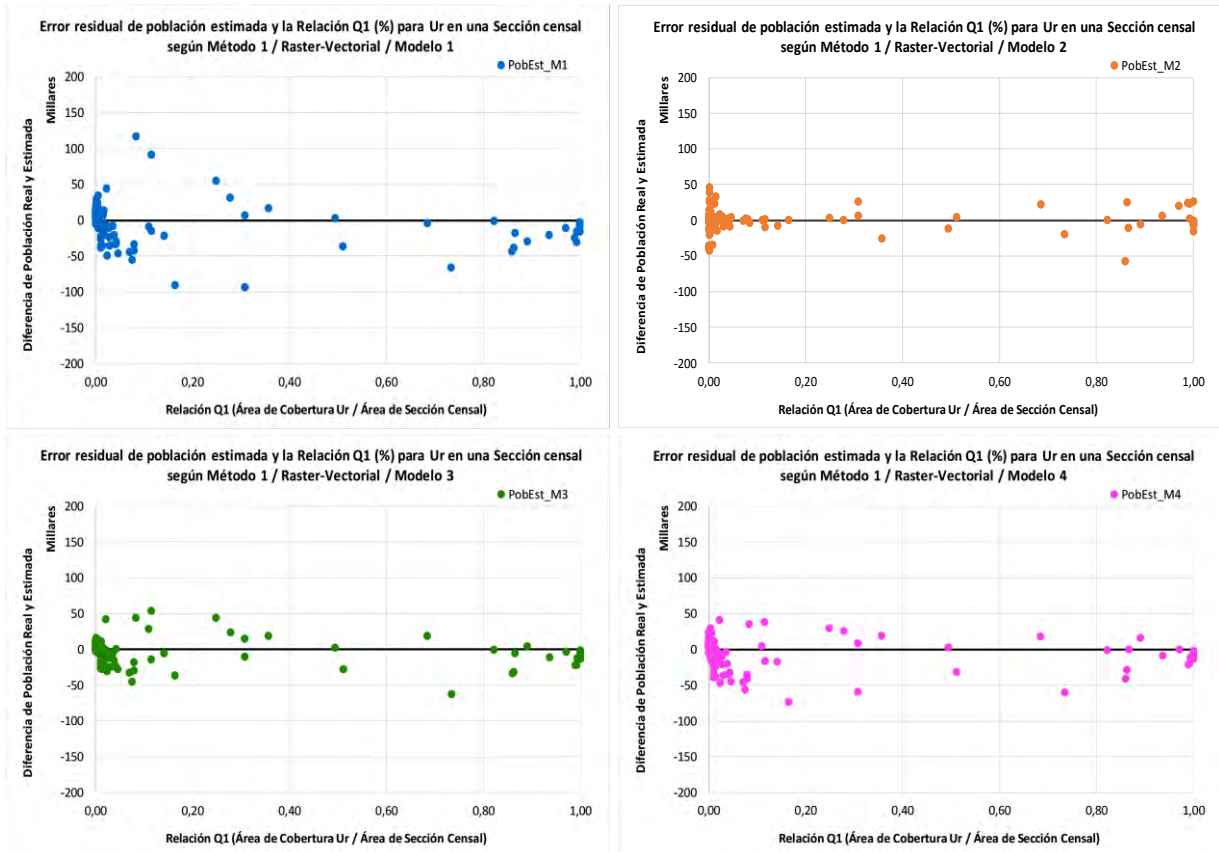 Error residual de población estimada y la Relación Q1 (%) para Ur en una Sección censal
según Método 1 / Raster-Vectorial / Modelo 1
PobEst_M1
Diferencia de Población Real y Estimada
Millares
200
150
100
50
0
-50
-100
-150
-200
0,00
0,20
0,40
0,60
0,80
1,00
Relación Q1 (Área de Cobertura Ur / Área de Sección Censal)
Error residual de población estimada y la Relación Q1 (%) para Ur en una Sección censal
según Método 1 / Raster-Vectorial / Modelo 2
PobEst_M2
Diferencia de Población Real y Estimada
Millares
200
150
100
50
0
-50
-100
-150
-200
0,00
0,20
0,40
0,60
0,80
1,00
Relación Q1 (Área de Cobertura Ur / Área de Sección Censal)
Error residual de población estimada y la Relación Q1 (%) para Ur en una Sección censal
según Método 1 / Raster-Vectorial / Modelo 3
PobEst_M3
Diferencia de Población Real y Estimada
Millares
200
150
100
50
0
-50
-100
-150
-200
0,00
0,20
0,40
0,60
0,80
1,00
Relación Q1 (Área de Cobertura Ur / Área de Sección Censal)
Error residual de población estimada y la Relación Q1 (%) para Ur en una Sección censal
según Método 1 / Raster-Vectorial / Modelo 4
PobEst_M4
Diferencia de Población Real y Estimada
Millares
200
150
100
50
0
-50
-100
-150
-200
0,00
0,20
0,40
0,60
0,80
1,00
Relación Q1 (Área de Cobertura Ur / Área de Sección Censal)